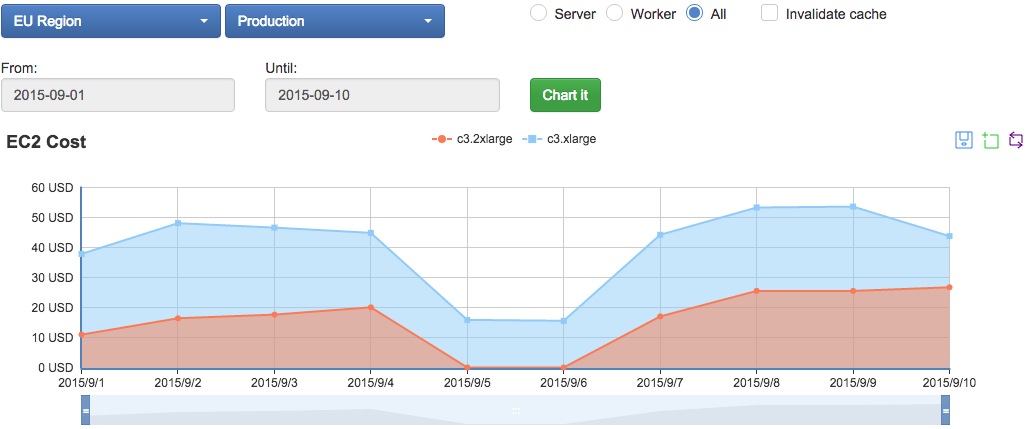 EU Region Production Server Worker All Invalidate cache
From: Until:
2015-09-01 2015-09-10 Chart it
EC2 Cost c3.2xlarge c3.xlarge
60 USD
50 USD
40 USD
30 USD
20 USD
10 USD
0 USD
2015/9/1 2015/9/2 2015/9/3 2015/9/4 2015/9/5 2015/9/6 2015/9/7 2015/9/8 2015/9/9 2015/9/10